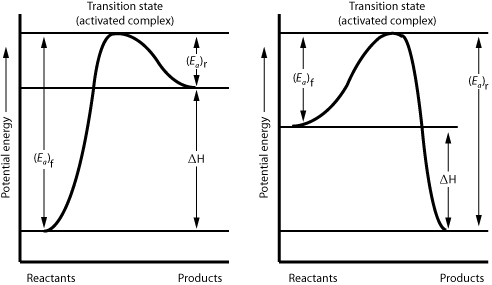 Transition state
(activated complex)
Potential energy
(Ea)f
(Ea)r
ΔH
Reactants
Products
Transition state
(activated complex)
Potential energy
(Ea)f
(Ea)r
ΔH
Reactants
Products